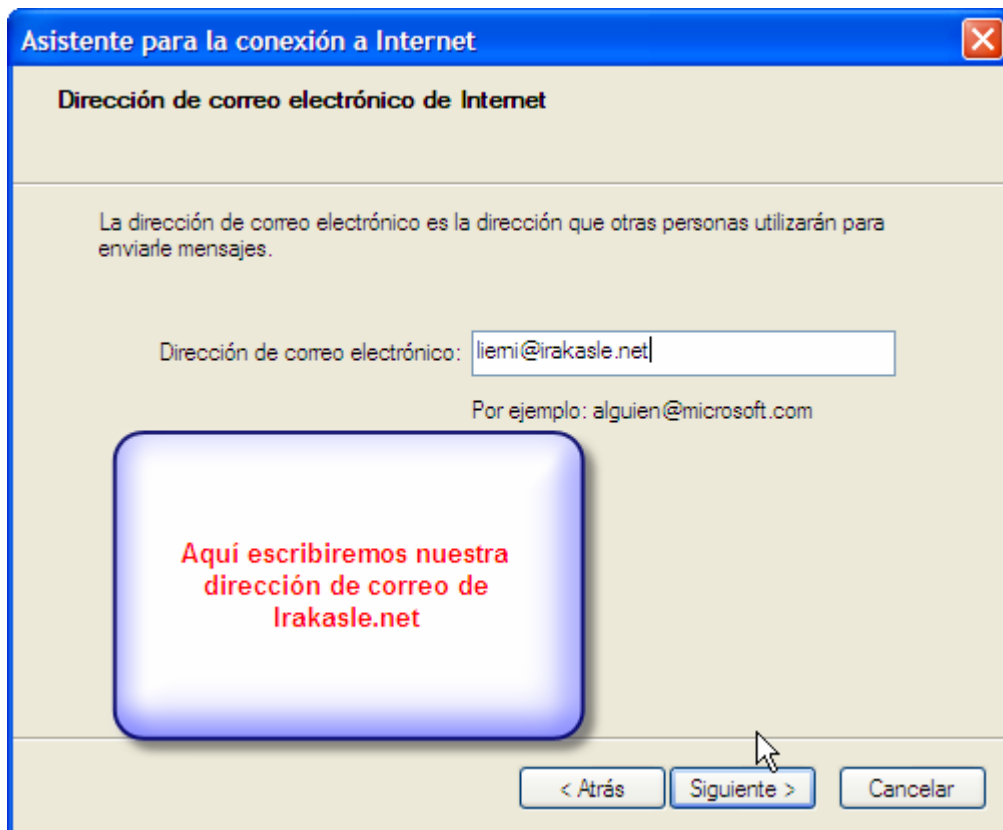 Asistente para la conexión a Internet
Dirección de correo electrónico de Internet
La dirección de correo electrónico es la dirección que otras personas utilizarán para
enviarle mensajes.
Dirección de correo electrónico: liemi@irakasle.net
Por ejemplo: alguien@microsoft.com
Aquí escribiremos nuestra
dirección de correo de
Irakasle.net
< Atrás Siguiente > Cancelar